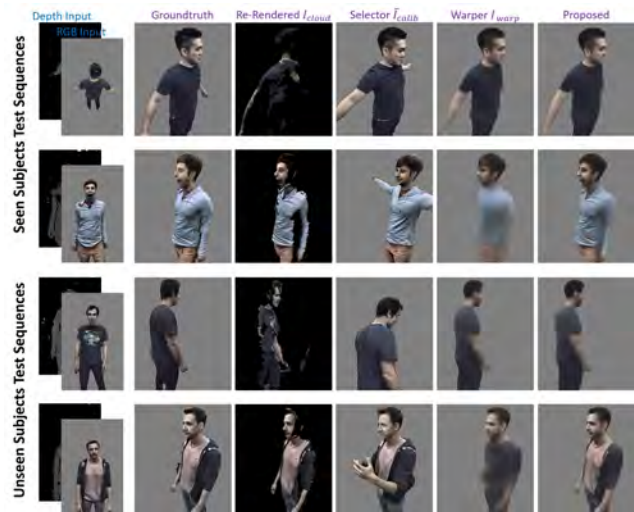 Depth Input
RGB Input
Groundtruth
Re-Rendered I_cloud
Selector Ī_calib
Warper I_warp
Proposed
Seen Subjects Test Sequences
Unseen Subjects Test Sequences